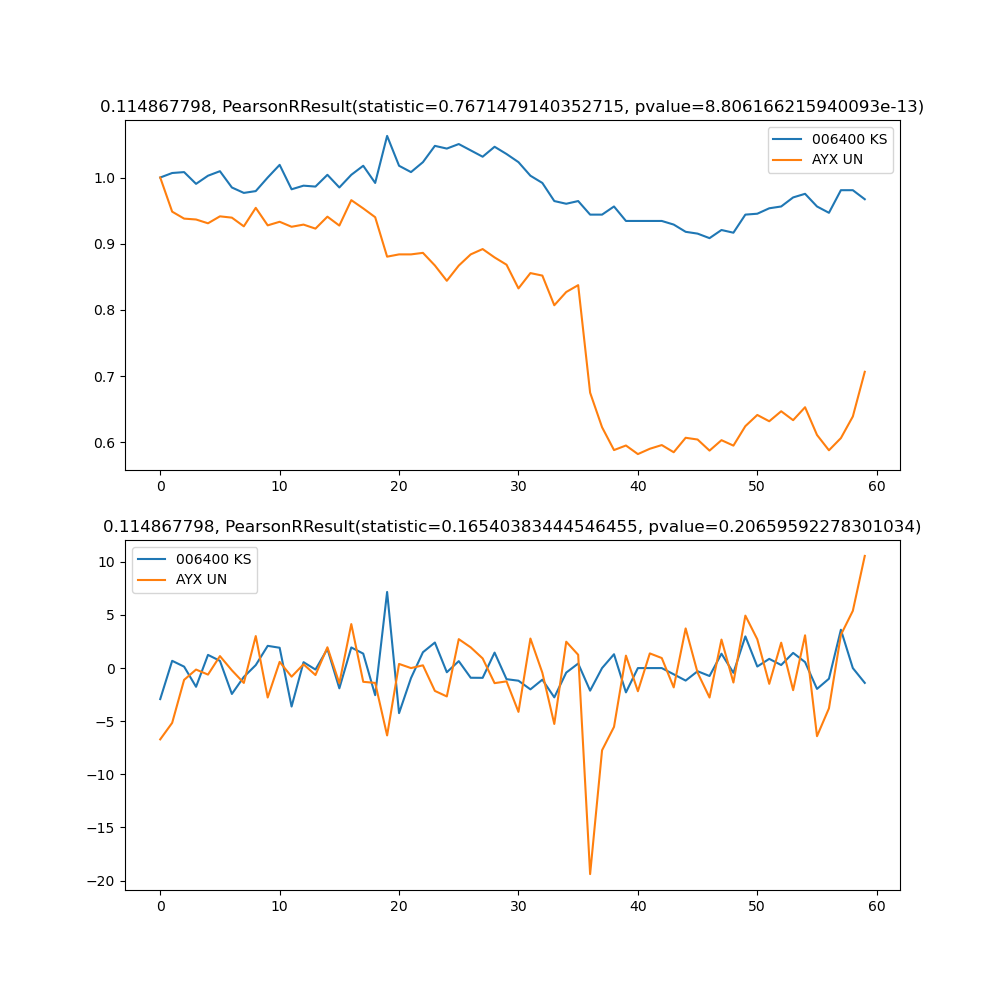 0.114867798, PearsonRResult(statistic=0.7671479140352715, pvalue=8.806166215940093e-13)
006400 KS
AYX UN
1.0
0.9
0.8
0.7
0.6
0 10 20 30 40 50 60
0.114867798, PearsonRResult(statistic=0.16540383444546455, pvalue=0.20659592278301034)
006400 KS
AYX UN
10
5
0
−5
−10
−15
−20
0 10 20 30 40 50 60